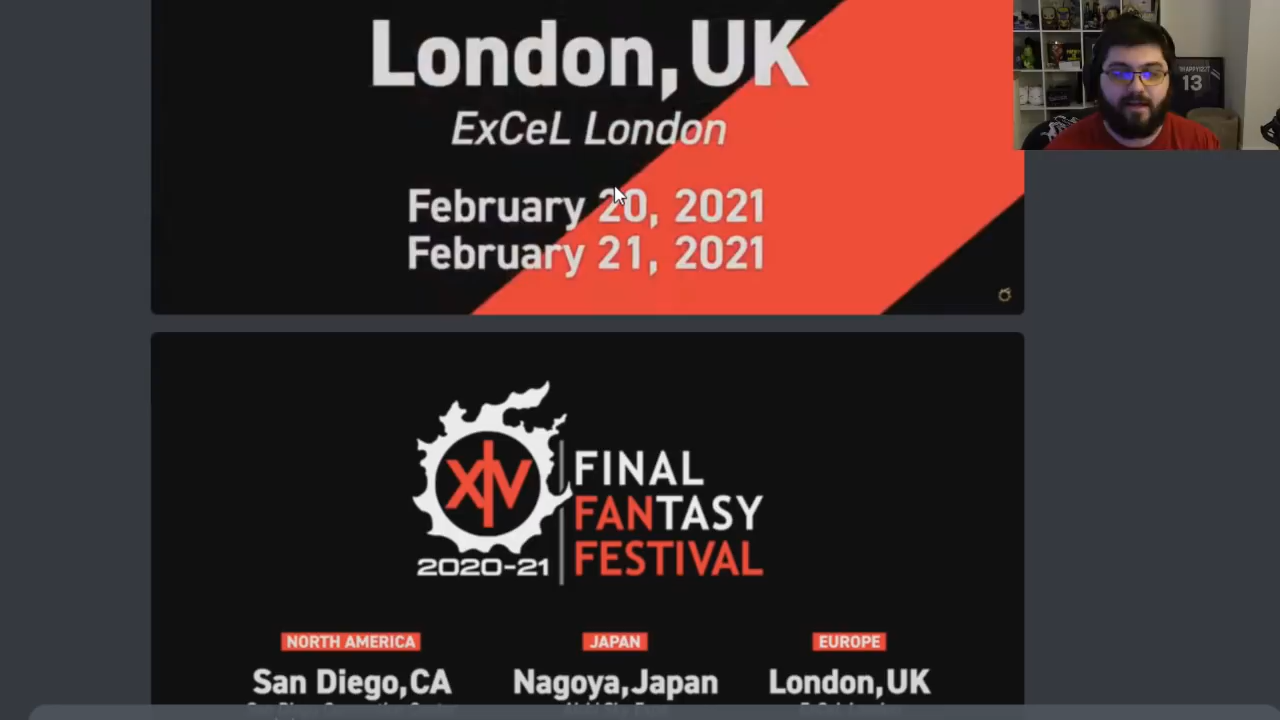 London, UK
ExCeL London
February 20, 2021
February 21, 2021
XIV
2020-21
FINAL
FANTASY
FESTIVAL
NORTH AMERICA
JAPAN
EUROPE
San Diego, CA
Nagoya, Japan
London, UK
13